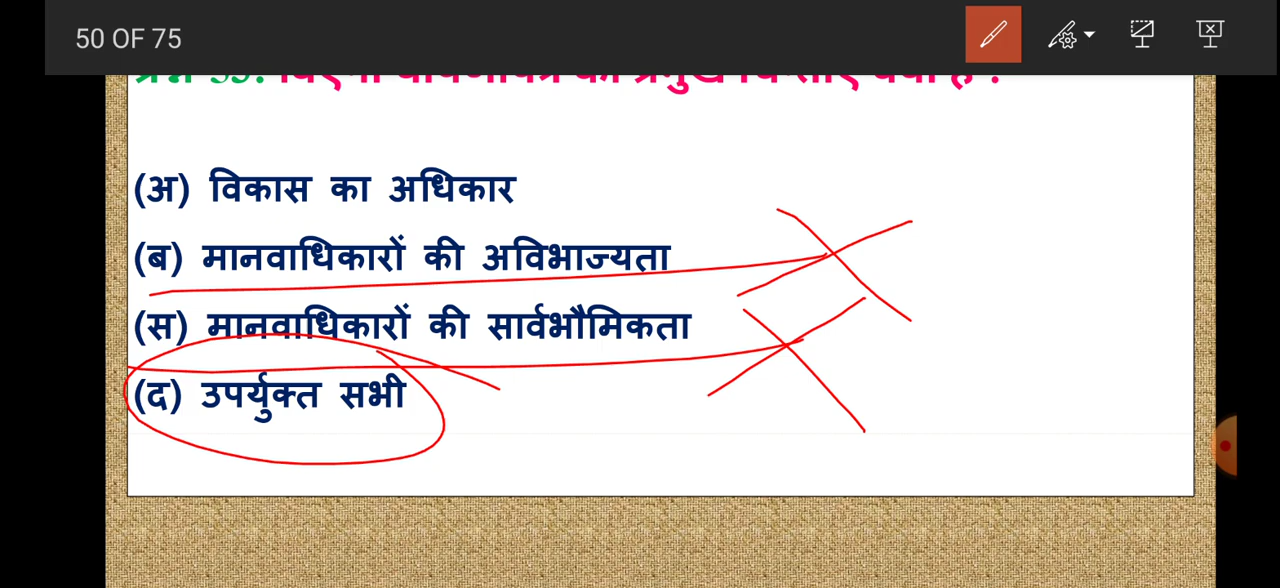 50 OF 75
(अ) विकास का अधिकार
(ब) मानवाधिकारों की अविभाज्यता
(स) मानवाधिकारों की सार्वभौमिकता
(द) उपर्युक्त सभी